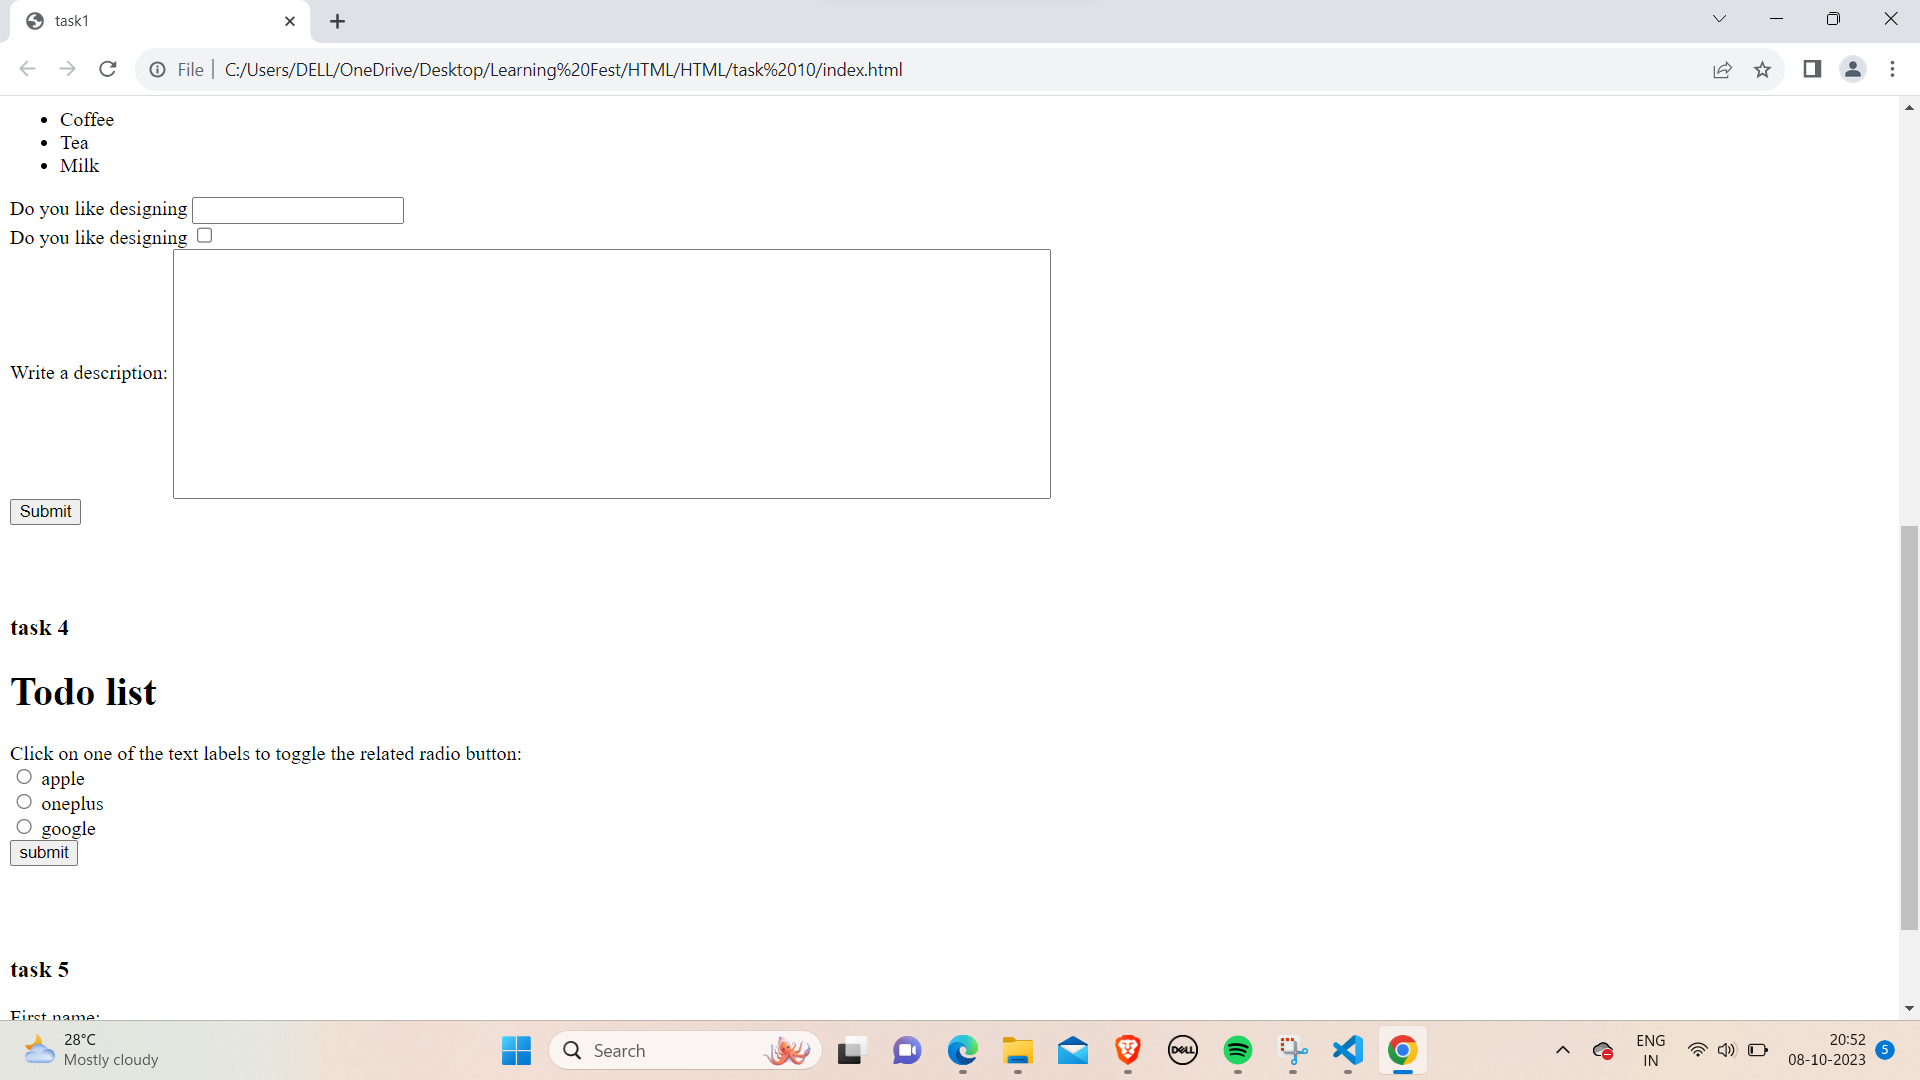 task1
File
C:/Users/DELL/OneDrive/Desktop/Learning%20Fest/HTML/HTML/task%2010/index.html
Coffee
Tea
Milk
Do you like designing
Do you like designing
Write a description:
Submit
task 4
Todo list
Click on one of the text labels to toggle the related radio button:
apple
oneplus
google
submit
task 5
First name:
28°C
Mostly cloudy
Search
DELL
ENG
IN
20:52
08-10-2023
5